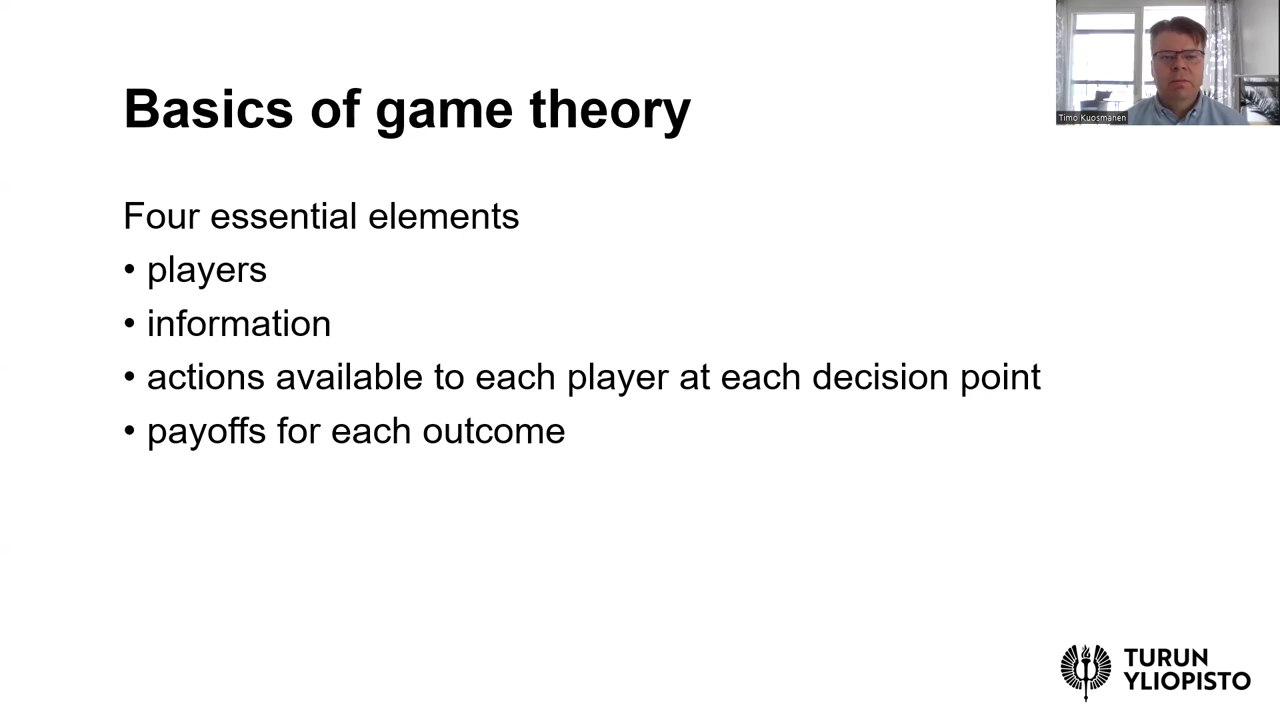 Basics of game theory
Timo Kuosmanen
Four essential elements
• players
• information
• actions available to each player at each decision point
• payoffs for each outcome
TURUN
YLIOPISTO